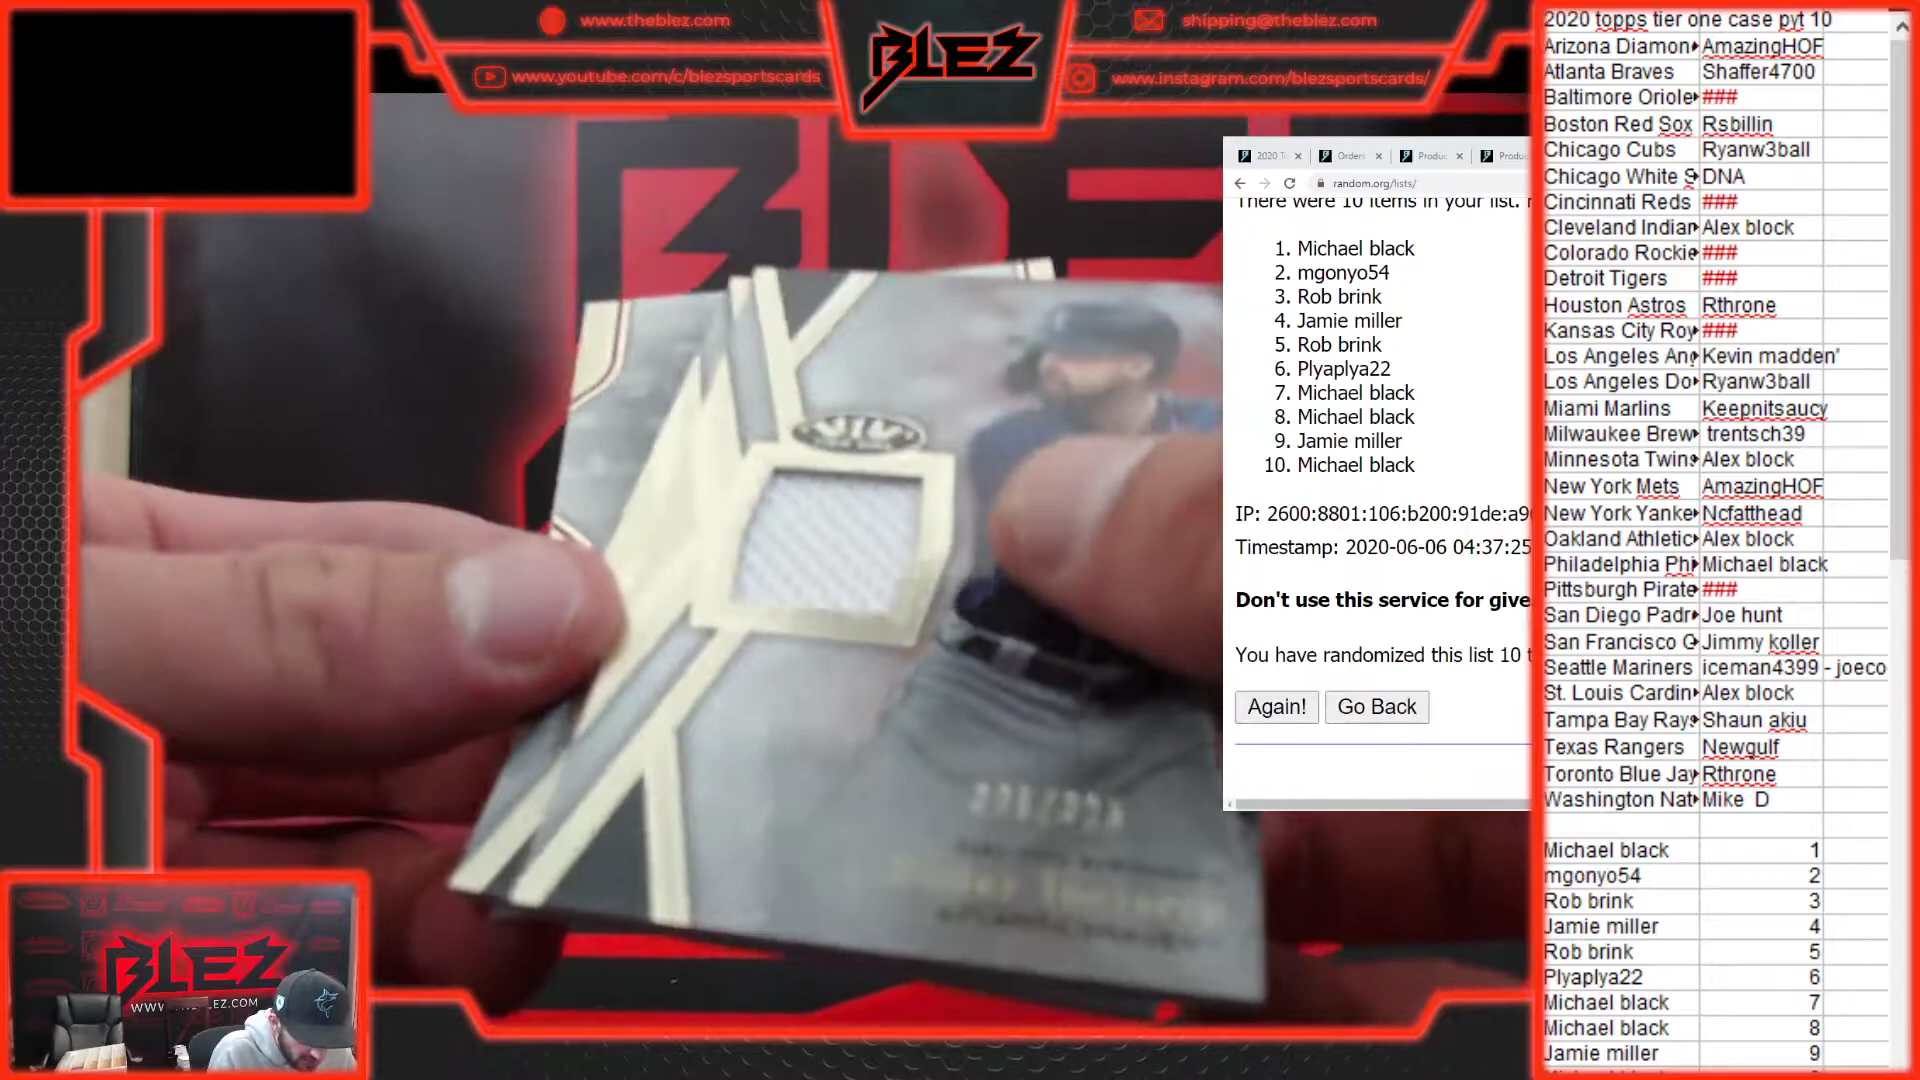 www.theblez.com
shipping@theblez.com
BLEZ
www.youtube.com/c/blezsportscards
www.instagram.com/blezsportscards/
2020 topps tier one case pyt 10
Arizona Diamon AmazingHOF
Atlanta Braves Shaffer4700
Baltimore Oriole ###
Boston Red Sox Rsbillin
Chicago Cubs Ryanw3ball
Chicago White S DNA
Cincinnati Reds ###
Cleveland Indian Alex block
Colorado Rockie ###
Detroit Tigers ###
Houston Astros Rthrone
Kansas City Roy ###
Los Angeles Ang Kevin madden'
Los Angeles Do Ryanw3ball
Miami Marlins Keepnitsaucy
Milwaukee Brew trentsch39
Minnesota Twins Alex block
New York Mets AmazingHOF
New York Yanke Ncfatthead
Oakland Athletic Alex block
Philadelphia Phi Michael black
Pittsburgh Pirate ###
San Diego Padr Joe hunt
San Francisco G Jimmy koller
Seattle Mariners iceman4399 - joeco
St. Louis Cardin Alex block
Tampa Bay Rays Shaun akiu
Texas Rangers Newgulf
Toronto Blue Jay Rthrone
Washington Nat Mike D
Michael black 1
mgonyo54 2
Rob brink 3
Jamie miller 4
Rob brink 5
Plyaplya22 6
Michael black 7
Michael black 8
Jamie miller 9
2020 T
Orders
Produc
Produ
random.org/lists/
There were 10 items in your list.
1. Michael black
2. mgonyo54
3. Rob brink
4. Jamie miller
5. Rob brink
6. Plyaplya22
7. Michael black
8. Michael black
9. Jamie miller
10. Michael black
IP: 2600:8801:106:b200:91de:a9
Timestamp: 2020-06-06 04:37:25
Don't use this service for give
You have randomized this list 10 t
Again!
Go Back
BLEZ
BLEZ